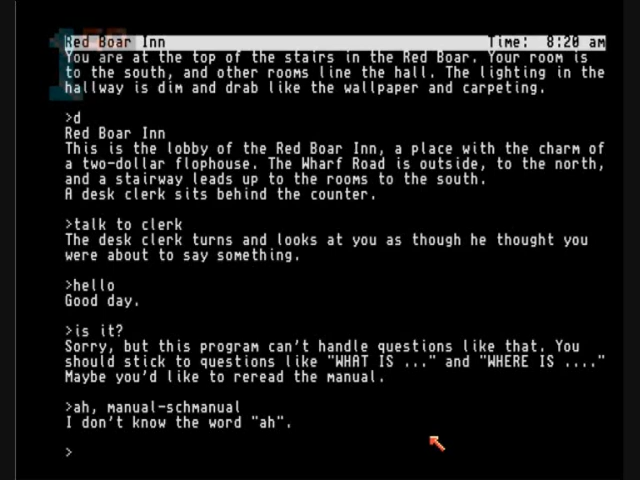 Red Boar Inn Time: 8:20 am
You are at the top of the stairs in the Red Boar. Your room is
to the south, and other rooms line the hall. The lighting in the
hallway is dim and drab like the wallpaper and carpeting.
>d
Red Boar Inn
This is the lobby of the Red Boar Inn, a place with the charm of
a two-dollar flophouse. The Wharf Road is outside, to the north,
and a stairway leads up to the rooms to the south.
A desk clerk sits behind the counter.
>talk to clerk
The desk clerk turns and looks at you as though he thought you
were about to say something.
>hello
Good day.
>is it?
Sorry, but this program can't handle questions like that. You
should stick to questions like "WHAT IS ..." and "WHERE IS ...."
Maybe you'd like to reread the manual.
>ah, manual-schmanual
I don't know the word "ah".
>